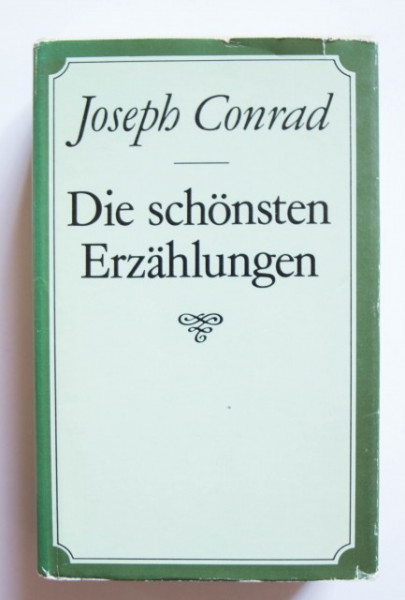 Joseph Conrad
Die schönsten
Erzählungen